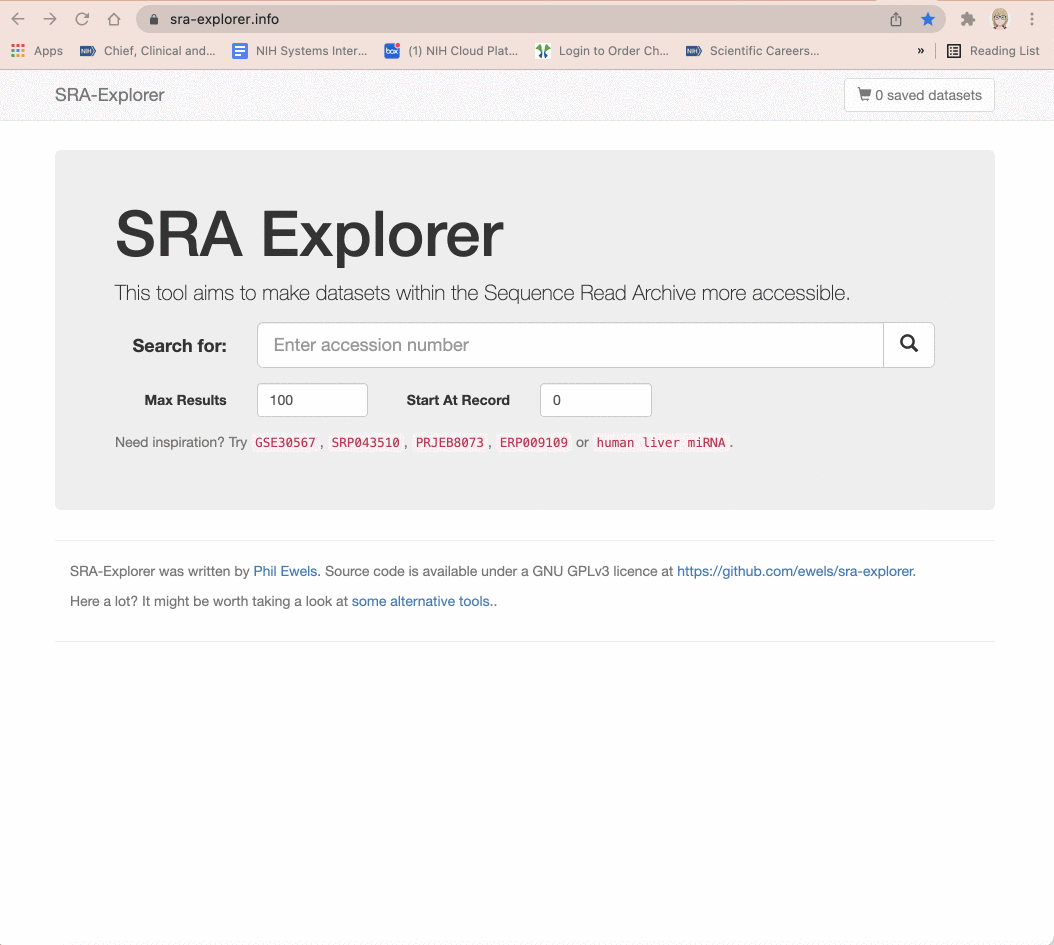 sra-explorer.info
Apps NIH Chief, Clinical and... NIH Systems Inter... box (1) NIH Cloud Plat... Login to Order Ch... NIH Scientific Careers... » Reading List
SRA-Explorer 0 saved datasets
SRA Explorer
This tool aims to make datasets within the Sequence Read Archive more accessible.
Search for: Enter accession number
Max Results 100 Start At Record 0
Need inspiration? Try GSE30567, SRP043510, PRJEB8073, ERP009109 or human liver miRNA.
SRA-Explorer was written by Phil Ewels. Source code is available under a GNU GPLv3 licence at https://github.com/ewels/sra-explorer.
Here a lot? It might be worth taking a look at some alternative tools..